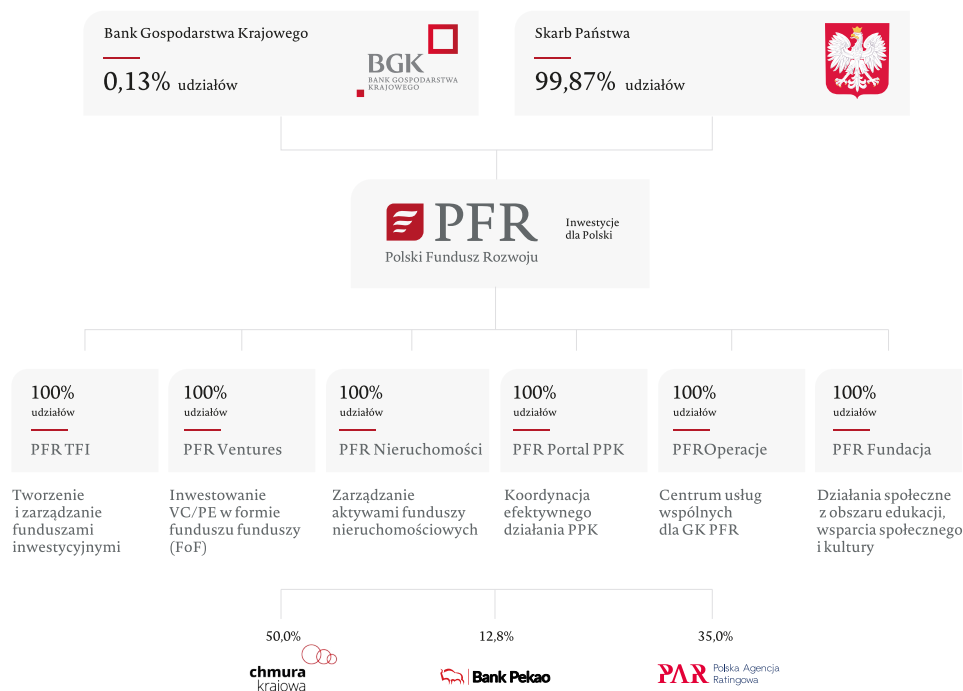 Bank Gospodarstwa Krajowego
0,13% udziałów
BGK
BANK GOSPODARSTWA
KRAJOWEGO
Skarb Państwa
99,87% udziałów
PFR
Polski Fundusz Rozwoju
Inwestycje
dla Polski
100%
udziałów
PFR TFI
Tworzenie
i zarządzanie
funduszami
inwestycyjnymi
100%
udziałów
PFR Ventures
Inwestowanie
VC/PE w formie
funduszu funduszy
(FoF)
100%
udziałów
PFR Nieruchomości
Zarządzanie
aktywami funduszy
nieruchomościowych
100%
udziałów
PFR Portal PPK
Koordynacja
efektywnego
działania PPK
100%
udziałów
PFROperacje
Centrum usług
wspólnych
dla GK PFR
100%
udziałów
PFR Fundacja
Działania społeczne
z obszaru edukacji,
wsparcia społecznego
i kultury
50,0%
chmura
krajowa
12,8%
Bank Pekao
35,0%
PAR
Polska Agencja
Ratingowa